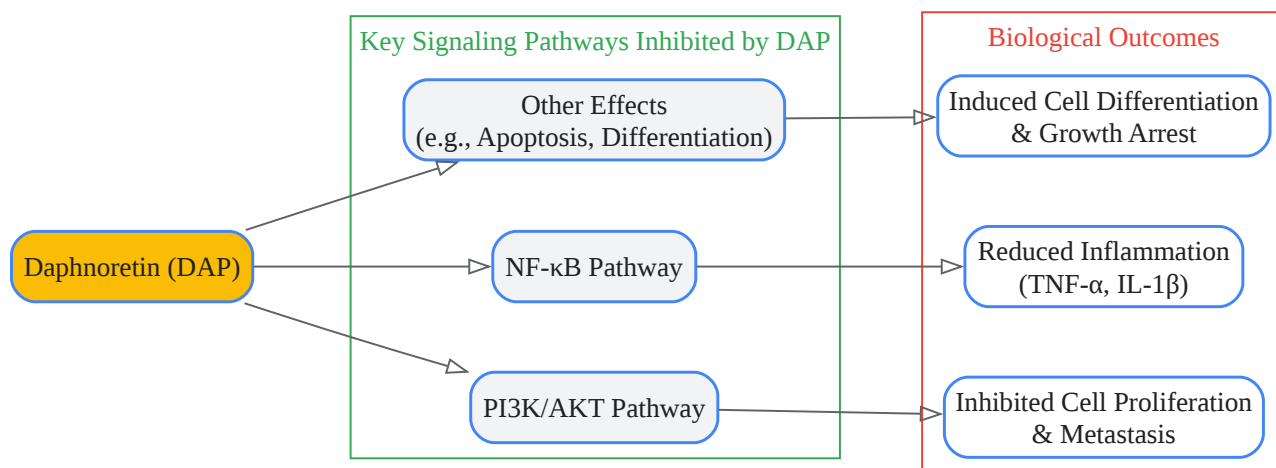 Key Signaling Pathways Inhibited by DAP
Biological Outcomes
Other Effects
(e.g., Apoptosis, Differentiation)
Induced Cell Differentiation
& Growth Arrest
Daphnoretin (DAP)
NF-κB Pathway
Reduced Inflammation
(TNF-α, IL-1β)
PI3K/AKT Pathway
Inhibited Cell Proliferation
& Metastasis